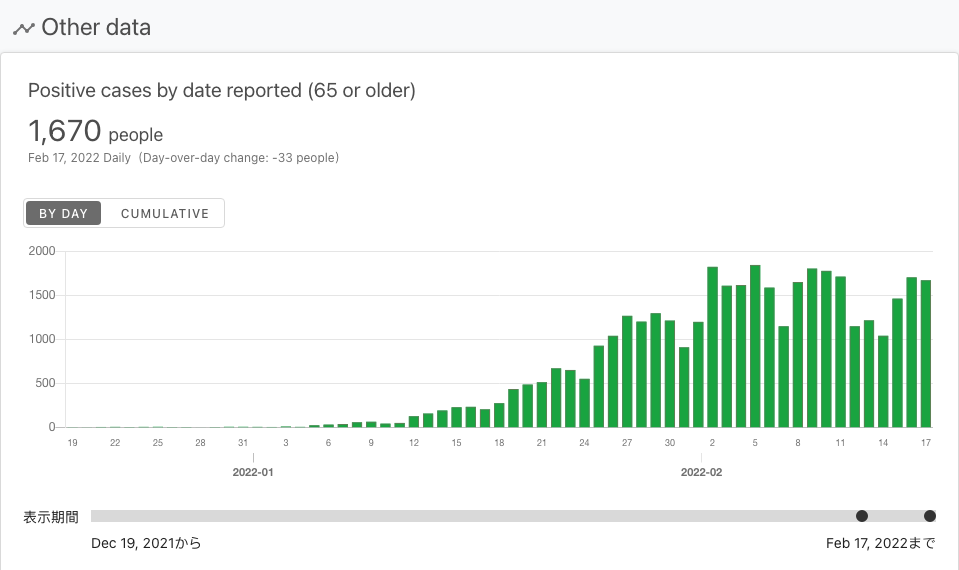 Other data
Positive cases by date reported (65 or older)
1,670 people
Feb 17, 2022 Daily (Day-over-day change: -33 people)
BY DAY CUMULATIVE
2000
1500
1000
500
0
19 22 25 28 31 3 6 9 12 15 18 21 24 27 30 2 5 8 11 14 17
2022-01 2022-02
表示期間
Dec 19, 2021から Feb 17, 2022まで